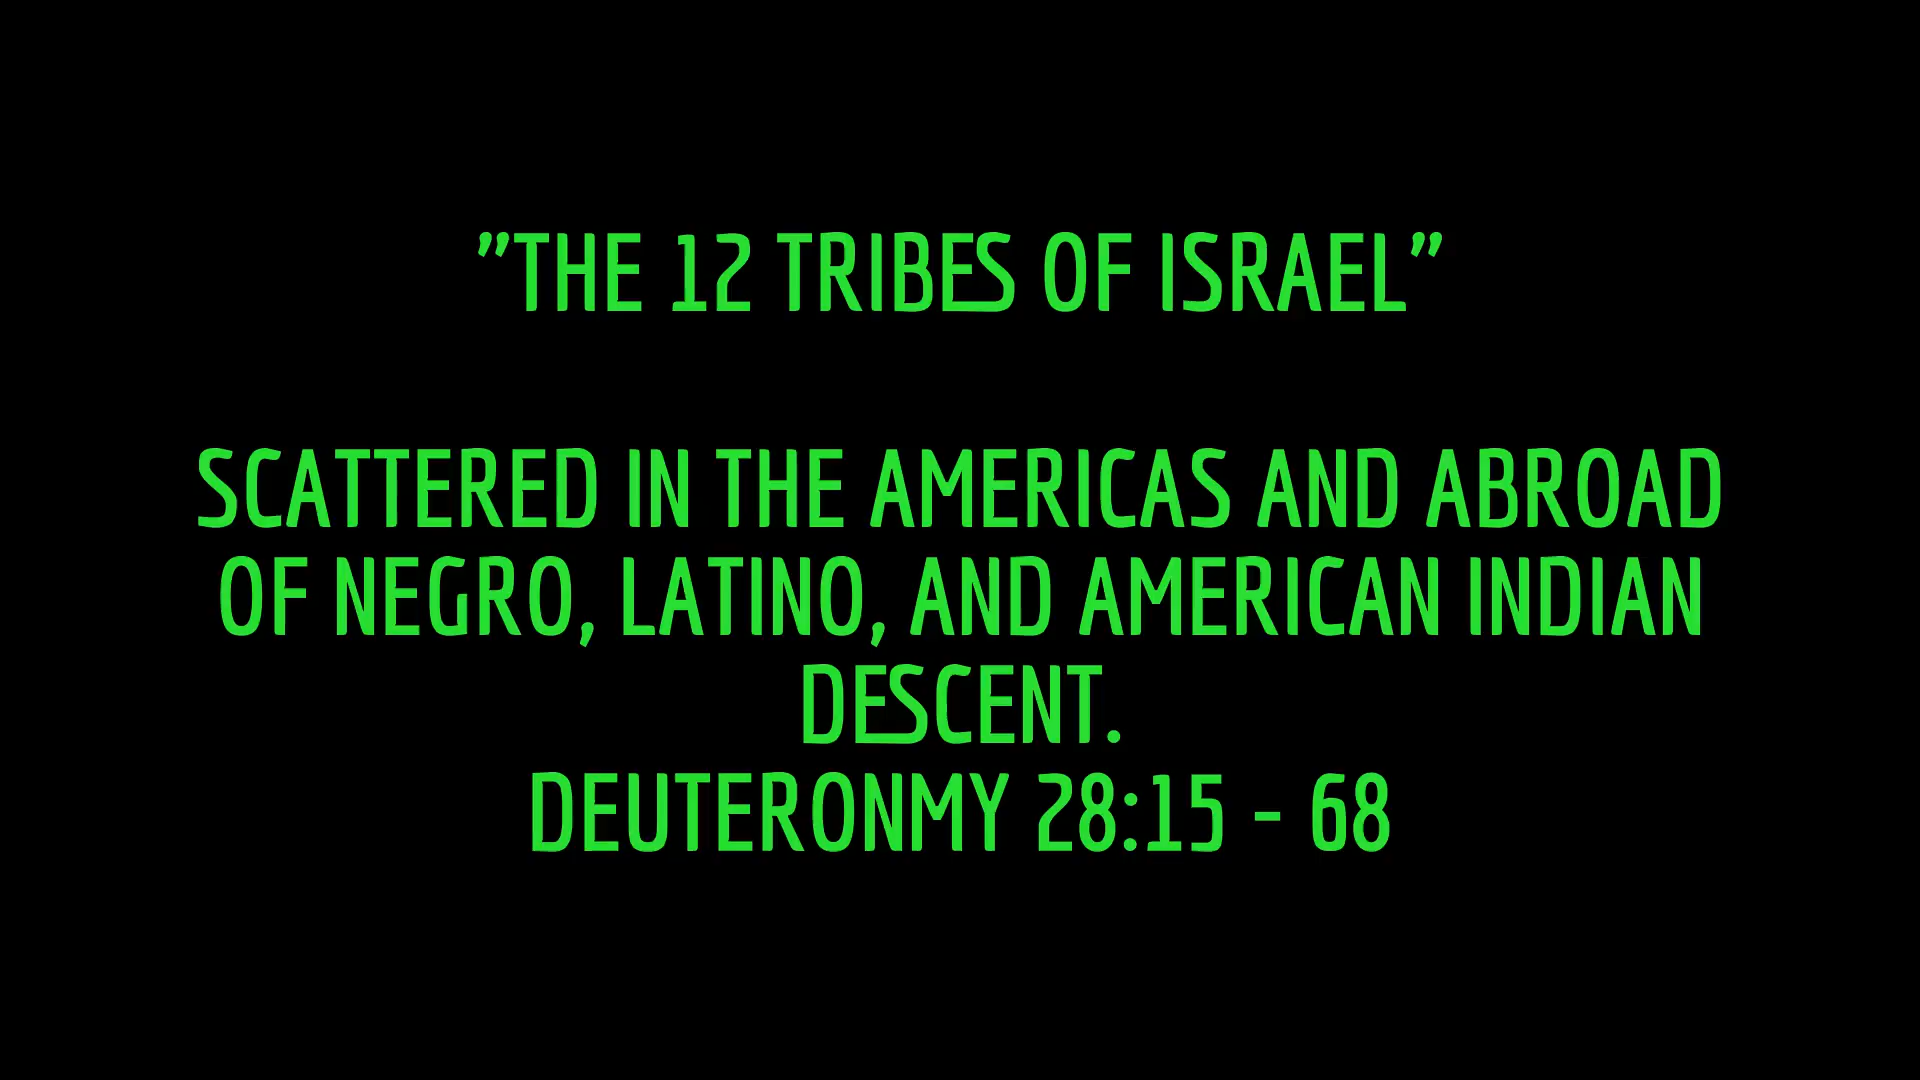 "THE 12 TRIBES OF ISRAEL"
SCATTERED IN THE AMERICAS AND ABROAD
OF NEGRO, LATINO, AND AMERICAN INDIAN
DESCENT.
DEUTERONMY 28:15 - 68